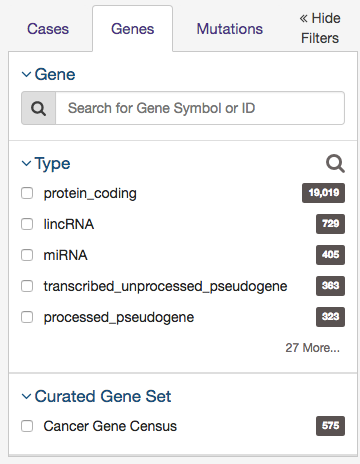 Cases
Genes
Mutations
« Hide
Filters
Gene
Search for Gene Symbol or ID
Type
protein_coding 19,019
lincRNA 729
miRNA 405
transcribed_unprocessed_pseudogene 363
processed_pseudogene 323
27 More...
Curated Gene Set
Cancer Gene Census 575